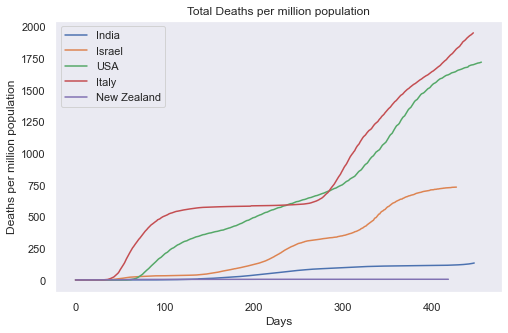 Total Deaths per million population
India
Israel
USA
Italy
New Zealand
Deaths per million population
2000
1750
1500
1250
1000
750
500
250
0
0 100 200 300 400
Days